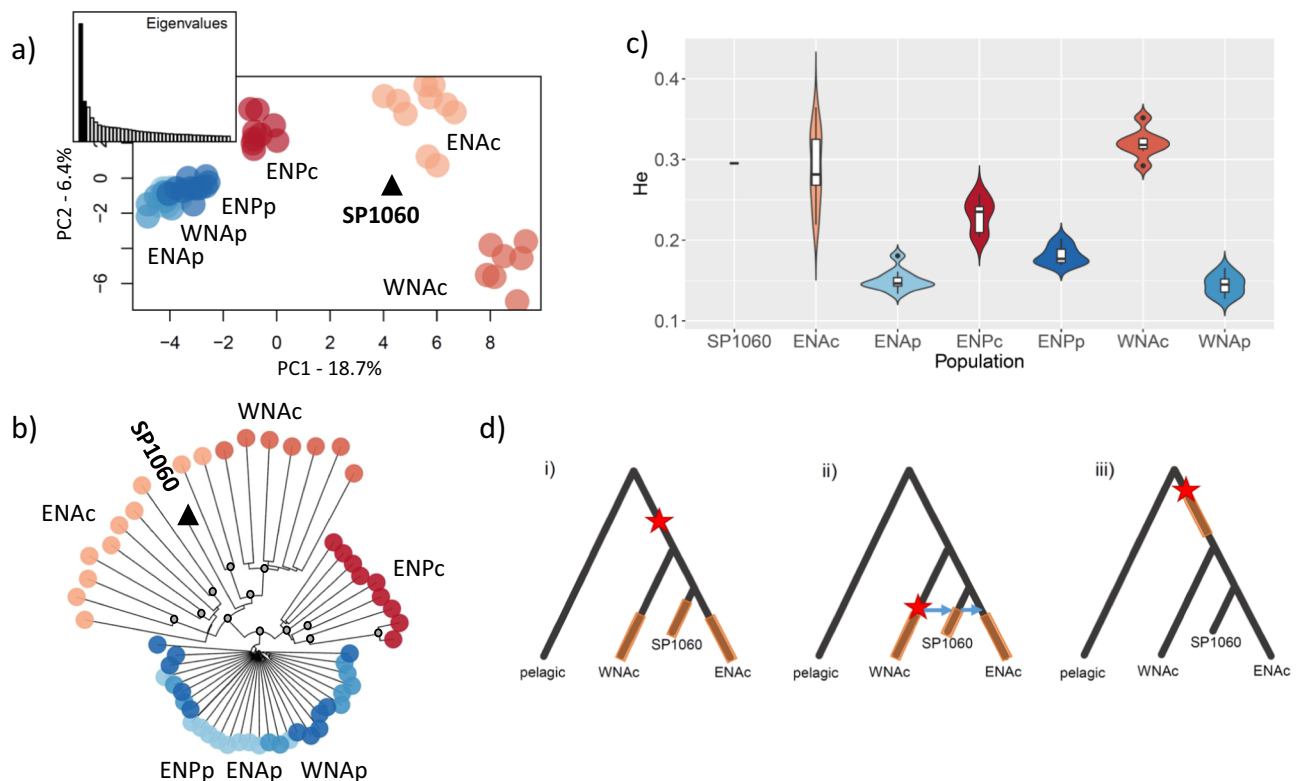 a)
Eigenvalues
2
0
−2
−6
PC2 - 6.4%
ENAc
ENPc
SP1060
ENPp
WNAp
ENAp
WNAc
−4 −2 0 2 4 6 8
PC1 - 18.7%
b)
WNAc
SP1060
ENAc
ENPc
ENPp ENAp WNAp
c)
He
0.4
0.3
0.2
0.1
SP1060 ENAc ENAp ENPc ENPp WNAc WNAp
Population
d)
i) ii) iii)
pelagic WNAc SP1060 ENAc
pelagic WNAc SP1060 ENAc
pelagic WNAc SP1060 ENAc